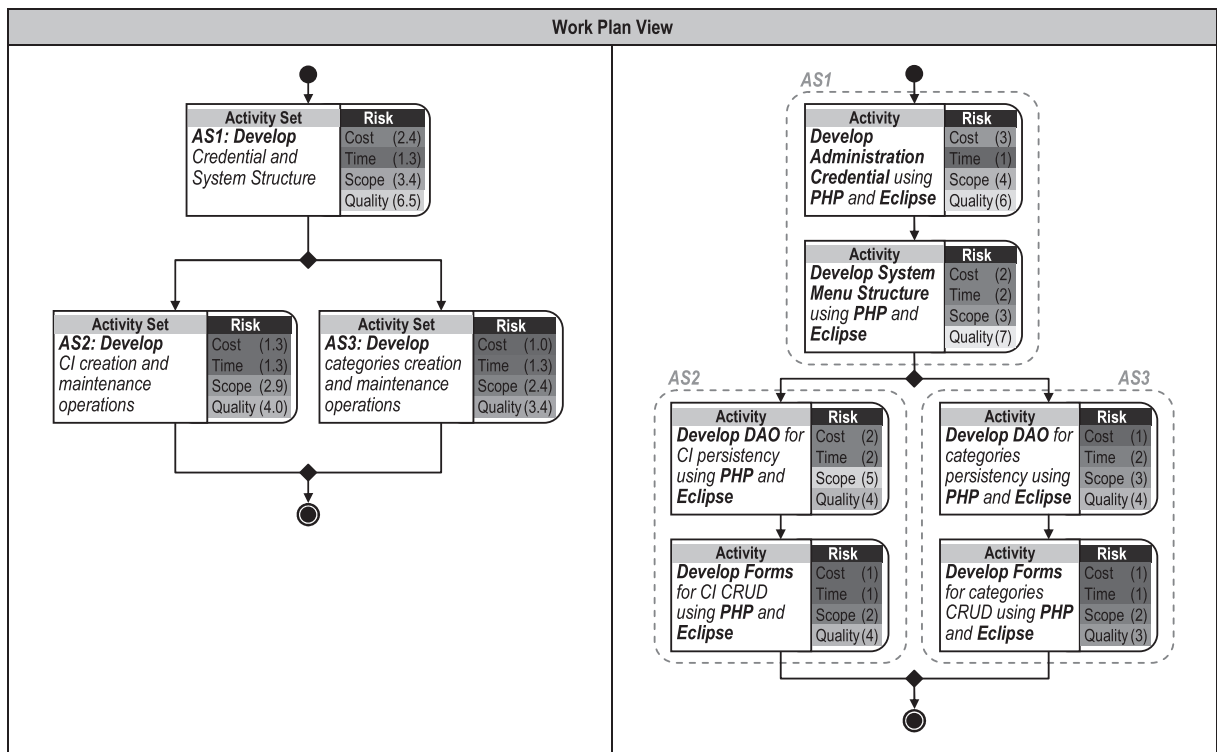 Work Plan View
Activity Set
AS1: Develop
Credential and
System Structure
Risk
Cost (2.4)
Time (1.3)
Scope (3.4)
Quality (6.5)
Activity Set
AS2: Develop
CI creation and
maintenance
operations
Risk
Cost (1.3)
Time (1.3)
Scope (2.9)
Quality (4.0)
Activity Set
AS3: Develop
categories creation
and maintenance
operations
Risk
Cost (1.0)
Time (1.3)
Scope (2.4)
Quality (3.4)
AS1
Activity
Develop
Administration
Credential using
PHP and Eclipse
Risk
Cost (3)
Time (1)
Scope (4)
Quality (6)
Activity
Develop System
Menu Structure
using PHP and
Eclipse
Risk
Cost (2)
Time (2)
Scope (3)
Quality (7)
AS2
Activity
Develop DAO for
CI persistency
using PHP and
Eclipse
Risk
Cost (2)
Time (2)
Scope (5)
Quality (4)
Activity
Develop Forms
for CI CRUD
using PHP and
Eclipse
Risk
Cost (1)
Time (1)
Scope (2)
Quality (4)
AS3
Activity
Develop DAO for
categories
persistency using
PHP and Eclipse
Risk
Cost (1)
Time (2)
Scope (3)
Quality (4)
Activity
Develop Forms
for categories
CRUD using PHP
and Eclipse
Risk
Cost (1)
Time (1)
Scope (2)
Quality (3)